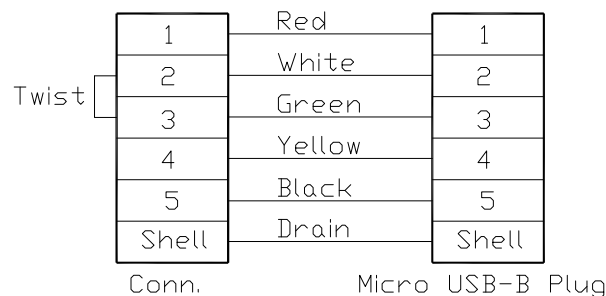 1 Red 1
2 White 2
Twist
3 Green 3
4 Yellow 4
5 Black 5
Shell Drain Shell
Conn. Micro USB-B Plug